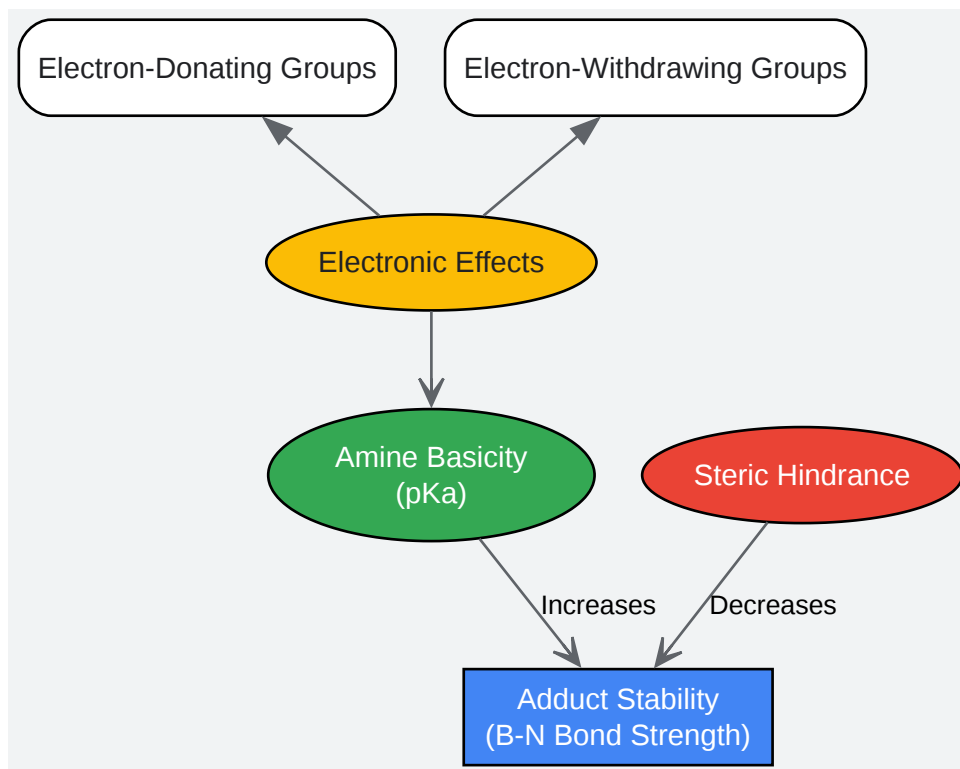 Electron-Donating Groups
Electron-Withdrawing Groups
Electronic Effects
Amine Basicity
(pKa)
Steric Hindrance
Increases
Decreases
Adduct Stability
(B-N Bond Strength)